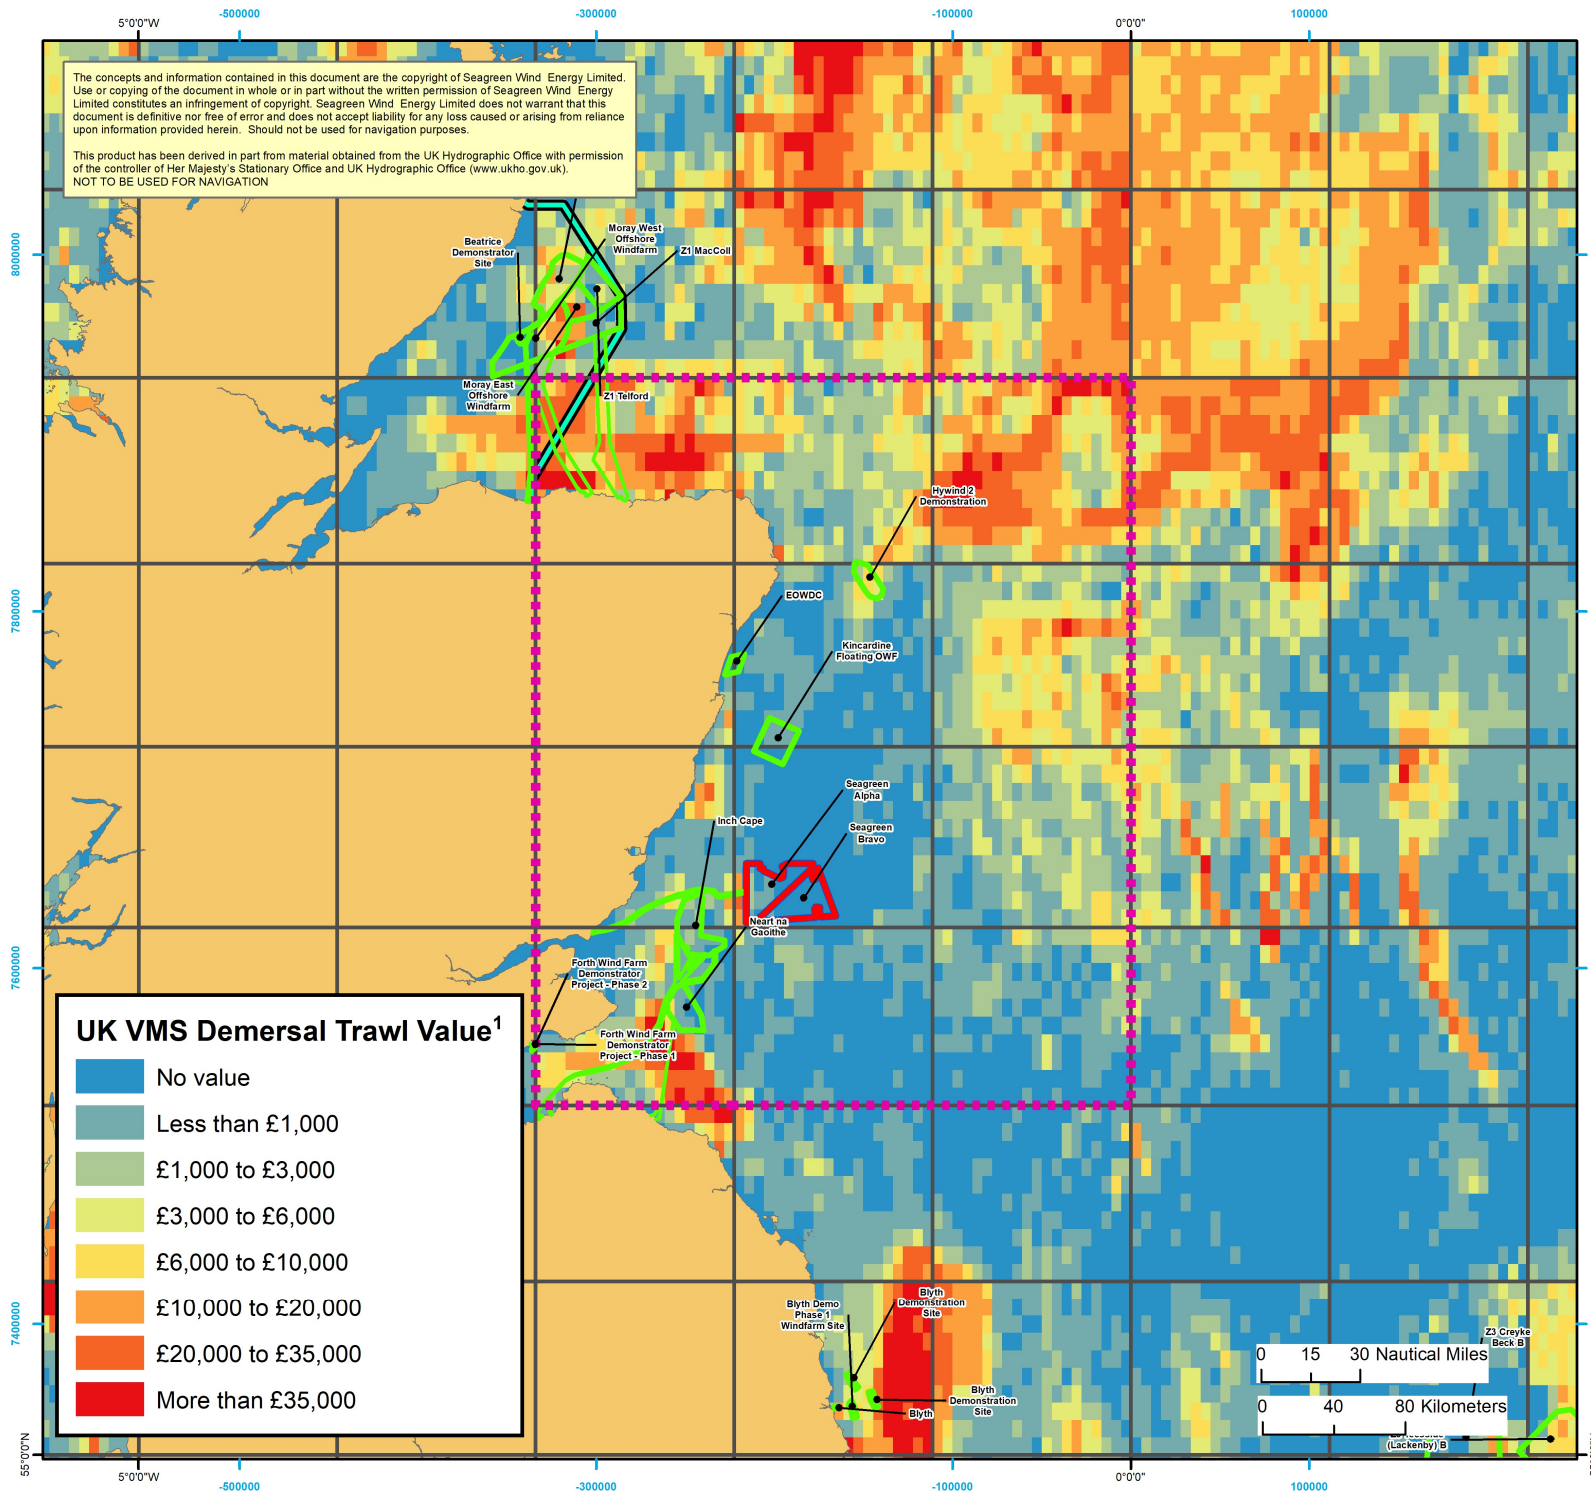 -500000
-300000
-100000
100000
5°0'0"W
0°0'0"
The concepts and information contained in this document are the copyright of Seagreen Wind Energy Limited.
Use or copying of the document in whole or in part without the written permission of Seagreen Wind Energy
Limited constitutes an infringement of copyright. Seagreen Wind Energy Limited does not warrant that this
document is definitive nor free of error and does not accept liability for any loss caused or arising from reliance
upon information provided herein. Should not be used for navigation purposes.
This product has been derived in part from material obtained from the UK Hydrographic Office with permission
of the controller of Her Majesty's Stationary Office and UK Hydrographic Office (www.ukho.gov.uk).
NOT TO BE USED FOR NAVIGATION
8000000
7800000
7600000
7400000
55°0'0"N
Beatrice
Demonstrator
Site
Moray West
Offshore
Windfarm
Z1 MacColl
Moray East
Offshore
Windfarm
Z1 Telford
Hywind 2
Demonstration
EOWDC
Kincardine
Floating OWF
Seagreen
Alpha
Inch Cape
Seagreen
Bravo
Neart na
Gaoithe
Forth Wind Farm
Demonstrator
Project - Phase 2
Forth Wind Farm
Demonstrator
Project - Phase 1
UK VMS Demersal Trawl Value1
No value
Less than £1,000
£1,000 to £3,000
£3,000 to £6,000
£6,000 to £10,000
£10,000 to £20,000
£20,000 to £35,000
More than £35,000
Blyth Demo
Phase 1
Windfarm Site
Blyth
Demonstration
Site
Blyth
Demonstration
Site
Blyth
Z3 Creyke
Beck B
0 15 30 Nautical Miles
0 40 80 Kilometers
(Lackenby) B
5°0'0"W
0°0'0"
-500000
-300000
-100000
100000